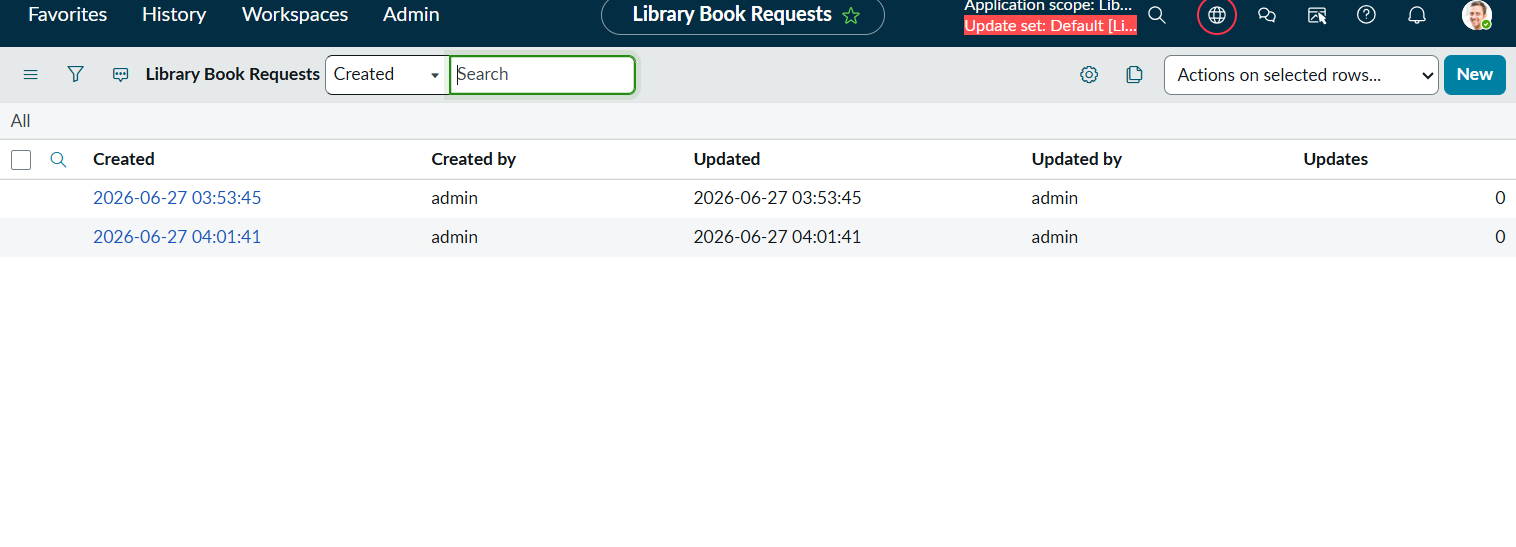 Favorites History Workspaces Admin Library Book Requests Application scope: Lib...
Update set: Default [Li...
Library Book Requests Created Search Actions on selected rows... New
All
Created Created by Updated Updated by Updates
2026-06-27 03:53:45 admin 2026-06-27 03:53:45 admin 0
2026-06-27 04:01:41 admin 2026-06-27 04:01:41 admin 0